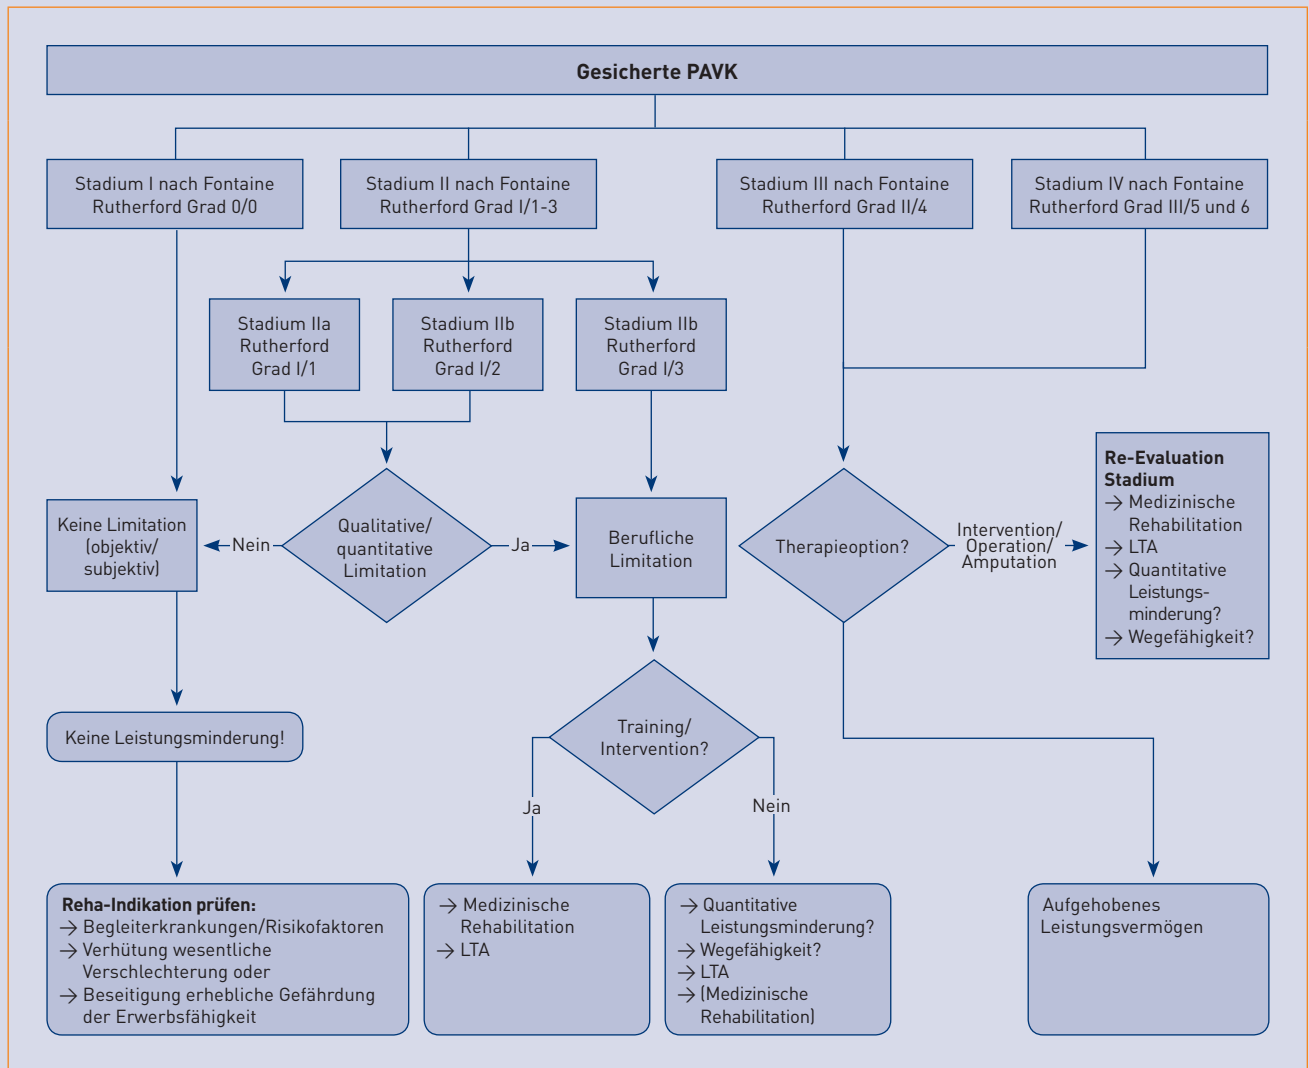 Gesicherte PAVK
Stadium I nach Fontaine
Rutherford Grad 0/0
Stadium II nach Fontaine
Rutherford Grad I/1-3
Stadium III nach Fontaine
Rutherford Grad II/4
Stadium IV nach Fontaine
Rutherford Grad III/5 und 6
Stadium IIa
Rutherford
Grad I/1
Stadium IIb
Rutherford
Grad I/2
Stadium IIb
Rutherford
Grad I/3
Keine Limitation
(objektiv/
subjektiv)
Nein
Qualitative/
quantitative
Limitation
Ja
Berufliche
Limitation
Therapieoption?
Intervention/
Operation/
Amputation
Re-Evaluation
Stadium
→ Medizinische
Rehabilitation
→ LTA
→ Quantitative
Leistungs-
minderung?
→ Wegefähigkeit?
Keine Leistungsminderung!
Training/
Intervention?
Ja
Nein
Reha-Indikation prüfen:
→ Begleiterkrankungen/Risikofaktoren
→ Verhütung wesentliche
Verschlechterung oder
→ Beseitigung erhebliche Gefährdung
der Erwerbsfähigkeit
→ Medizinische
Rehabilitation
→ LTA
→ Quantitative
Leistungsminderung?
→ Wegefähigkeit?
→ LTA
→ (Medizinische
Rehabilitation)
Aufgehobenes
Leistungsvermögen